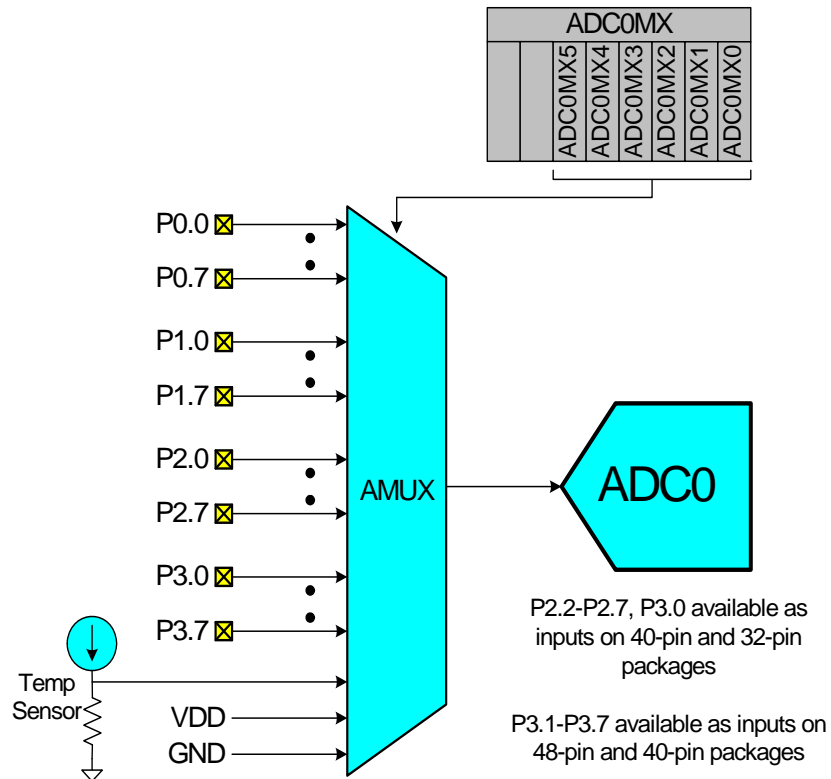 ADC0MX
ADC0MX5
ADC0MX4
ADC0MX3
ADC0MX2
ADC0MX1
ADC0MX0
P0.0
P0.7
P1.0
P1.7
P2.0
P2.7
P3.0
P3.7
Temp
Sensor
VDD
GND
AMUX
ADC0
P2.2-P2.7, P3.0 available as
inputs on 40-pin and 32-pin
packages
P3.1-P3.7 available as inputs on
48-pin and 40-pin packages